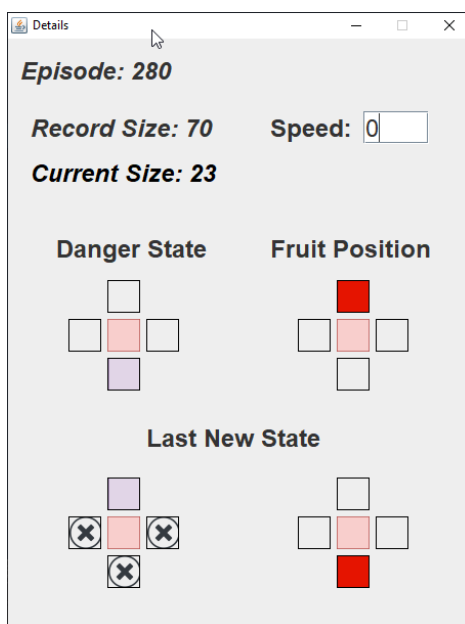 Details
Episode: 280
Record Size: 70
Speed: 0
Current Size: 23
Danger State
Fruit Position
Last New State